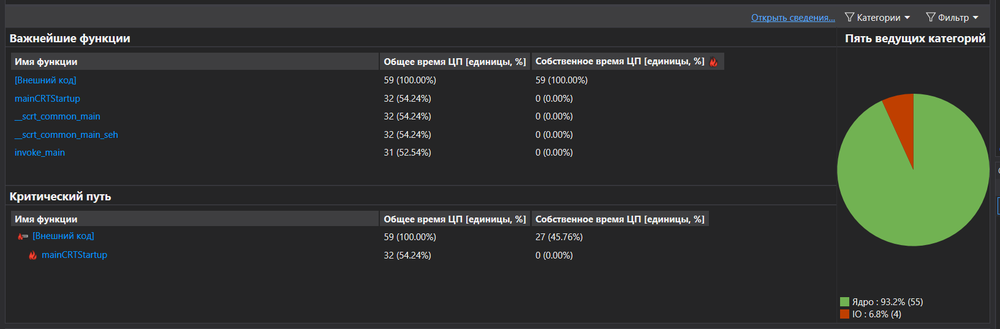 Открыть сведения... Категории Фильтр
Важнейшие функции
Имя функции Общее время ЦП [единицы, %] Собственное время ЦП [единицы, %]
[Внешний код] 59 (100.00%) 59 (100.00%)
mainCRTStartup 32 (54.24%) 0 (0.00%)
__scrt_common_main 32 (54.24%) 0 (0.00%)
__scrt_common_main_seh 32 (54.24%) 0 (0.00%)
invoke_main 31 (52.54%) 0 (0.00%)
Критический путь
Имя функции Общее время ЦП [единицы, %] Собственное время ЦП [единицы, %]
[Внешний код] 59 (100.00%) 27 (45.76%)
mainCRTStartup 32 (54.24%) 0 (0.00%)
Пять ведущих категорий
Ядро : 93.2% (55)
IO : 6.8% (4)